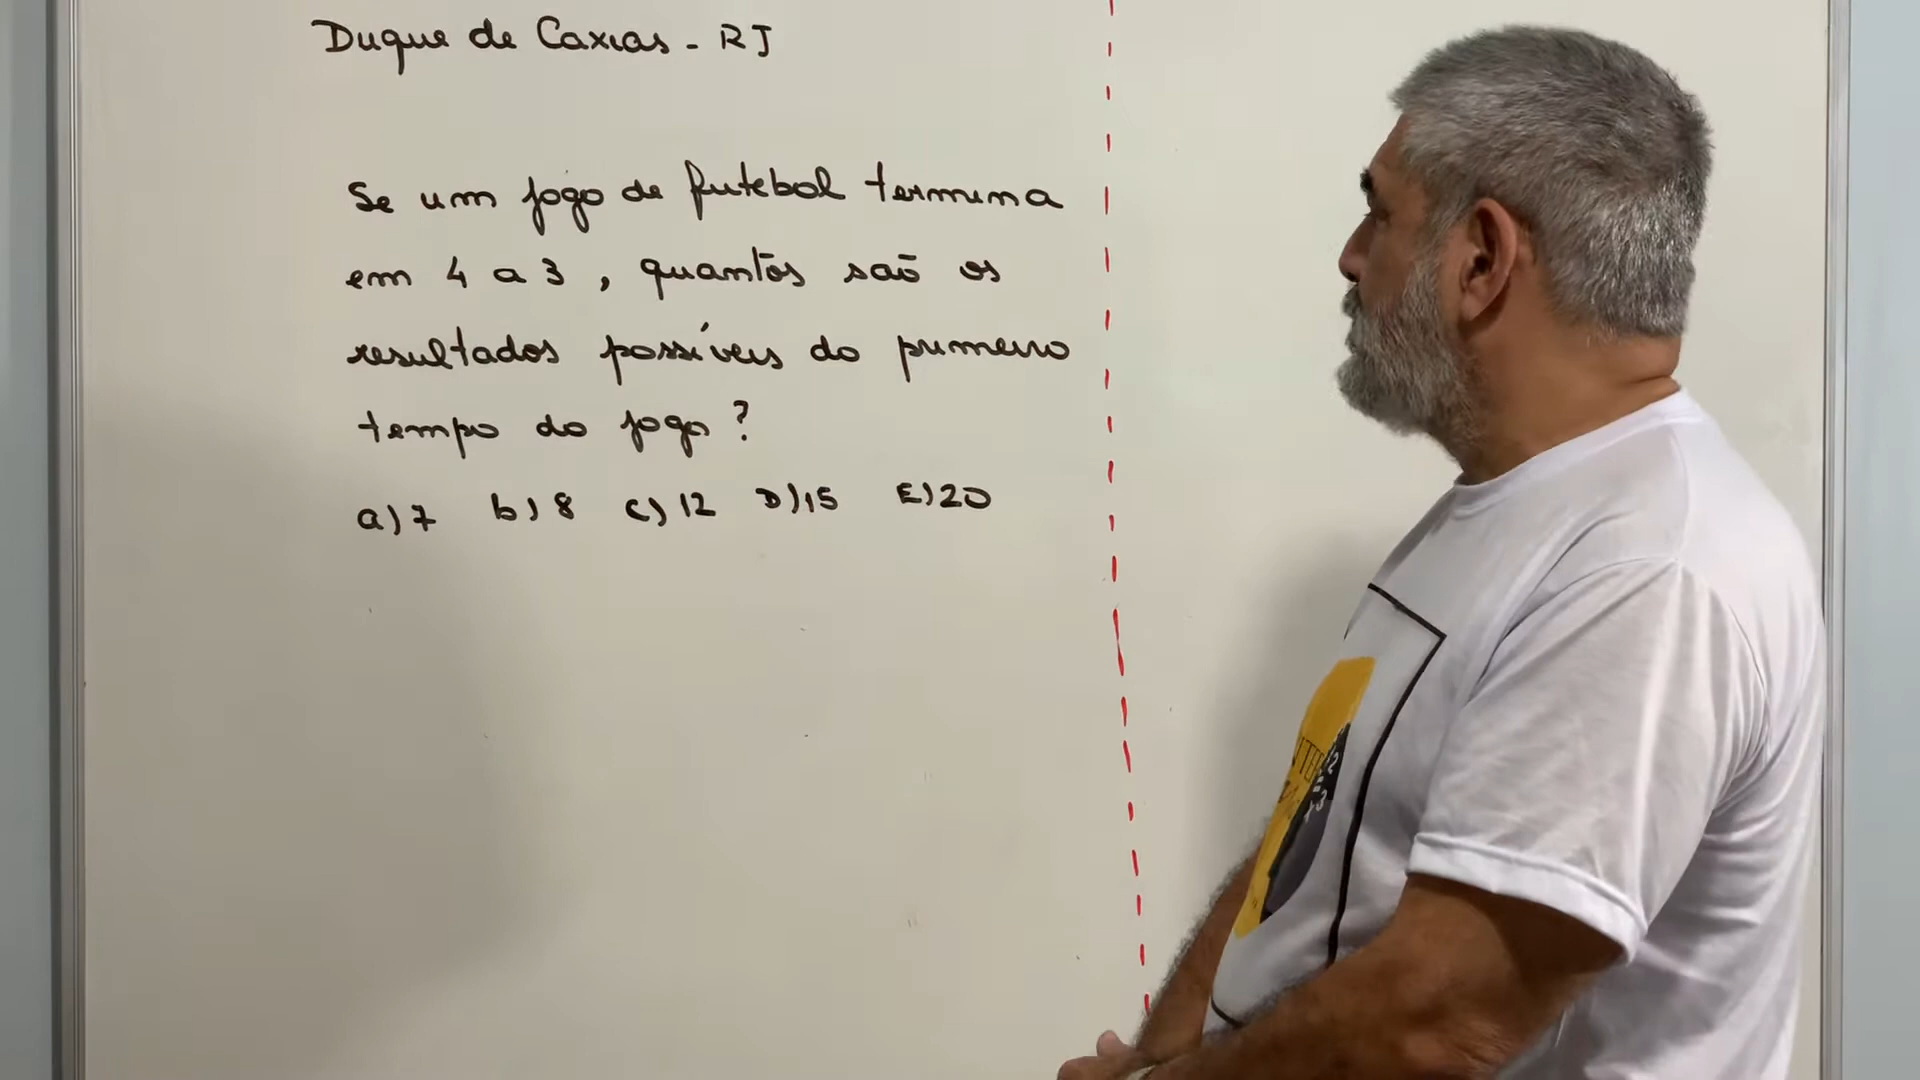 Duque de Caxias - RJ
Se um jogo de futebol termina
em 4 a 3, quantos são os
resultados possíveis do primeiro
tempo do jogo?
a) 7 b) 8 c) 12 D) 15 E) 20